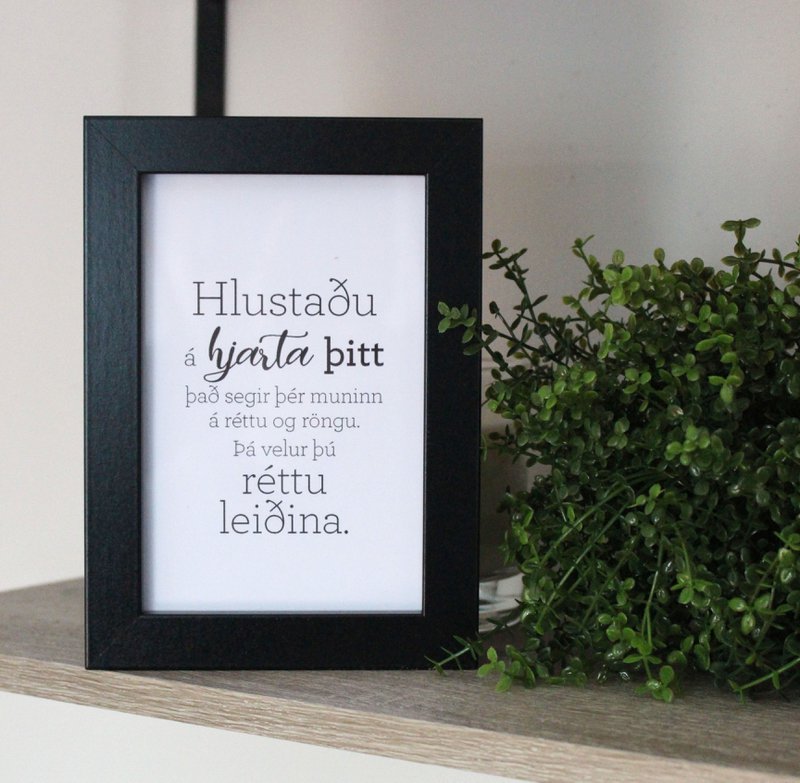 Hlustaðu
á hjarta þitt
það segir þér muninn
á réttu og röngu.
Þá velur þú
réttu
leiðina.